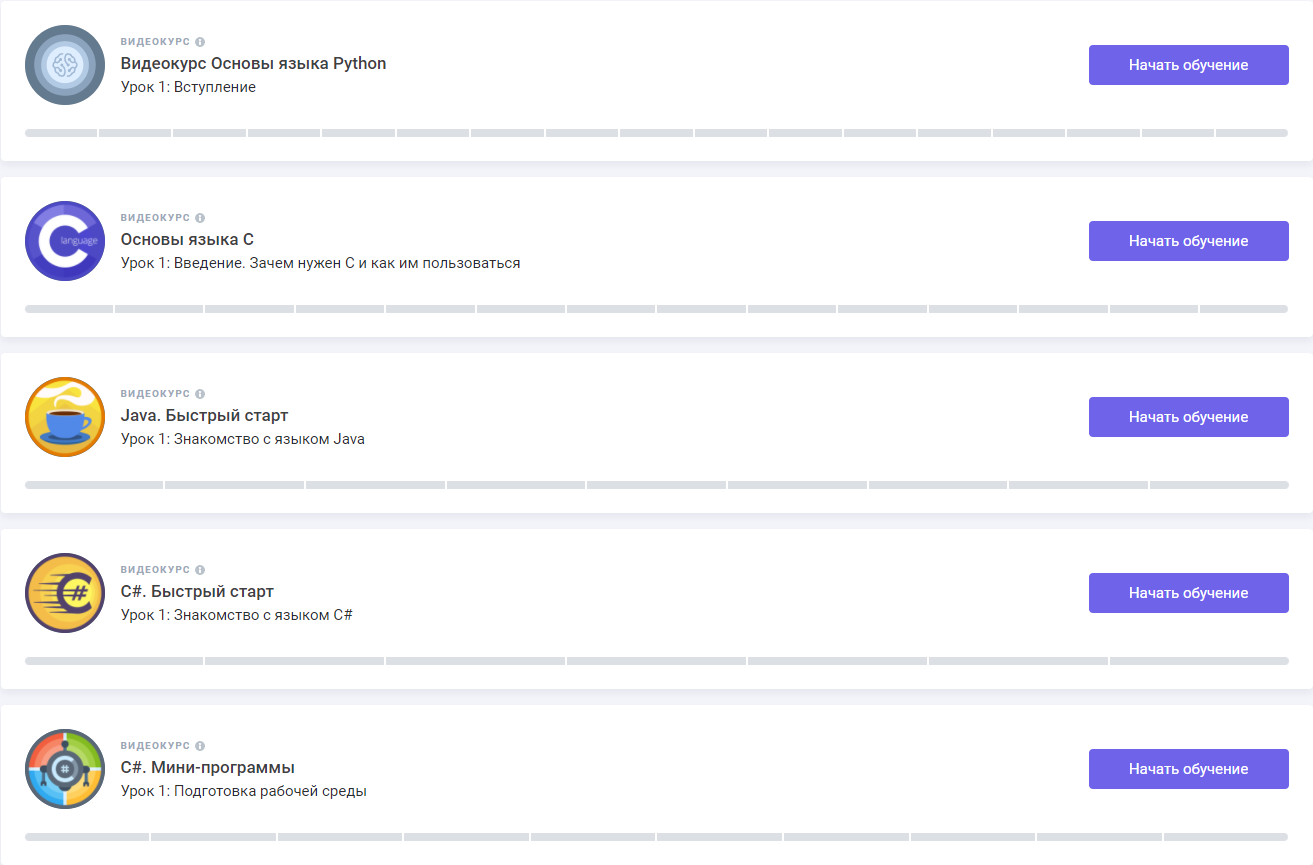 ВИДЕОКУРС
Видеокурс Основы языка Python
Урок 1: Вступление
Начать обучение
ВИДЕОКУРС
Основы языка C
Урок 1: Введение. Зачем нужен С и как им пользоваться
Начать обучение
language
ВИДЕОКУРС
Java. Быстрый старт
Урок 1: Знакомство с языком Java
Начать обучение
ВИДЕОКУРС
C#. Быстрый старт
Урок 1: Знакомство с языком C#
Начать обучение
C#
ВИДЕОКУРС
C#. Мини-программы
Урок 1: Подготовка рабочей среды
Начать обучение
#